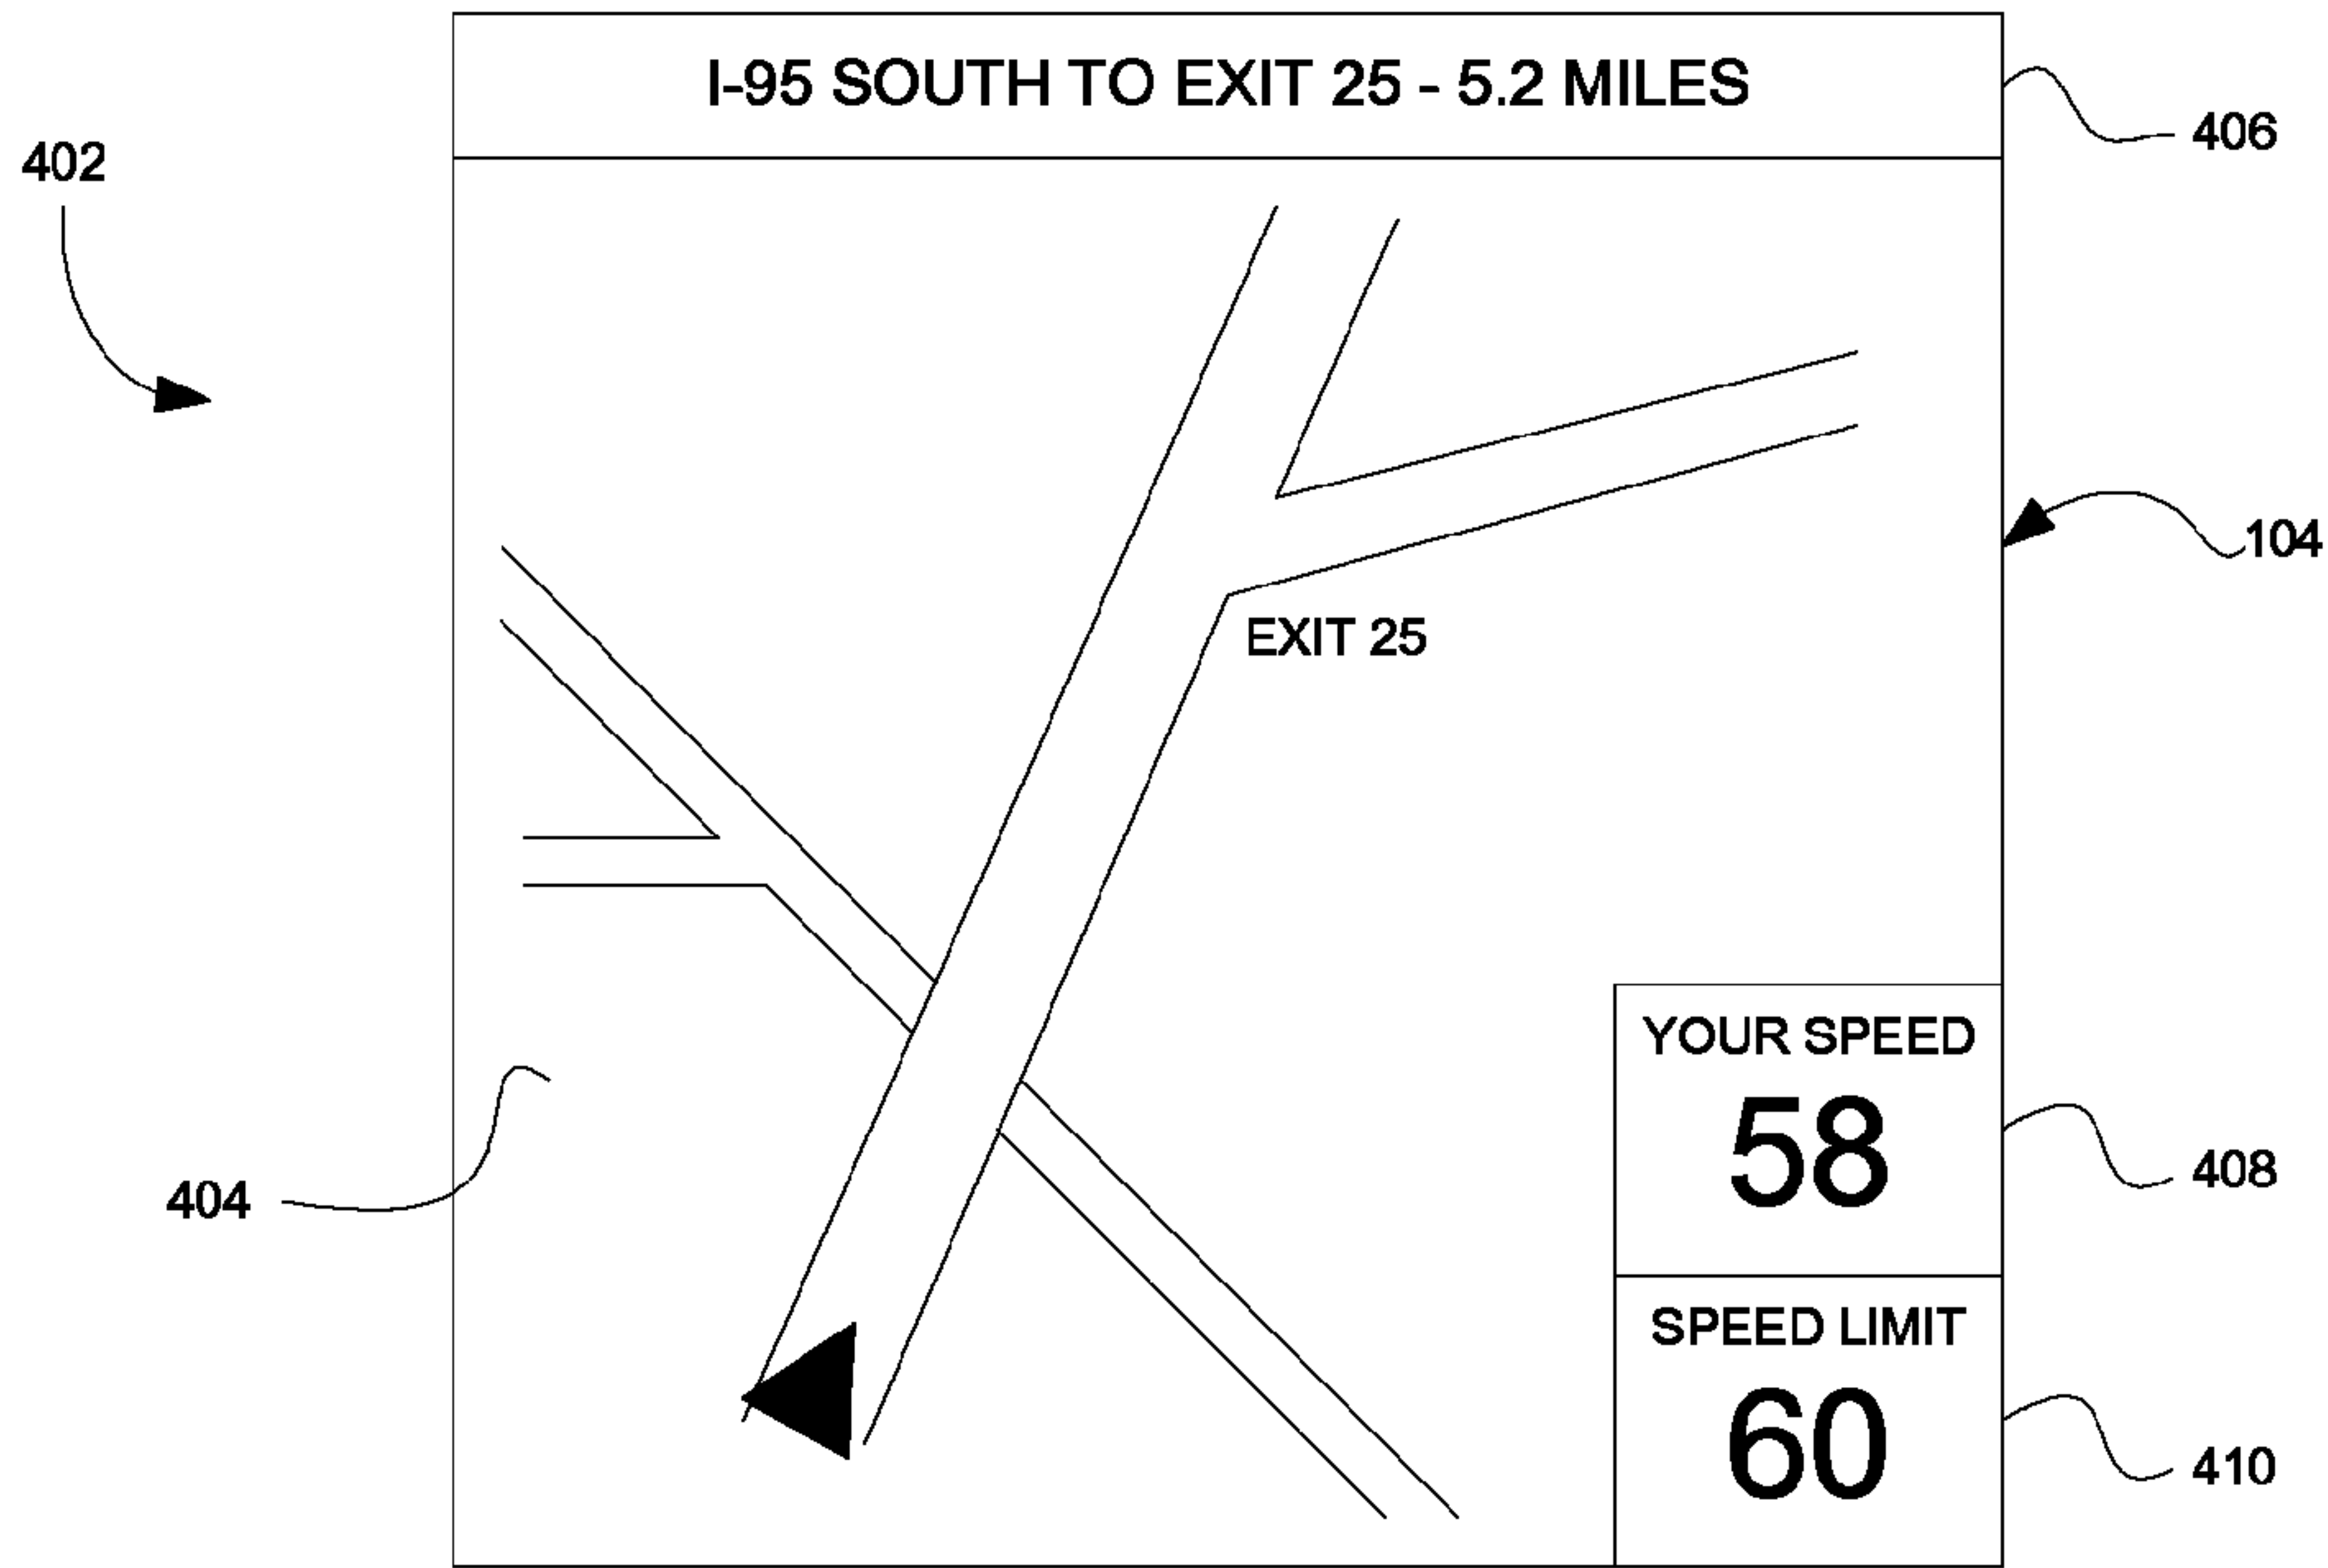 I-95 SOUTH TO EXIT 25 - 5.2 MILES
406
402
104
EXIT 25
YOUR SPEED
58
408
404
SPEED LIMIT
60
410